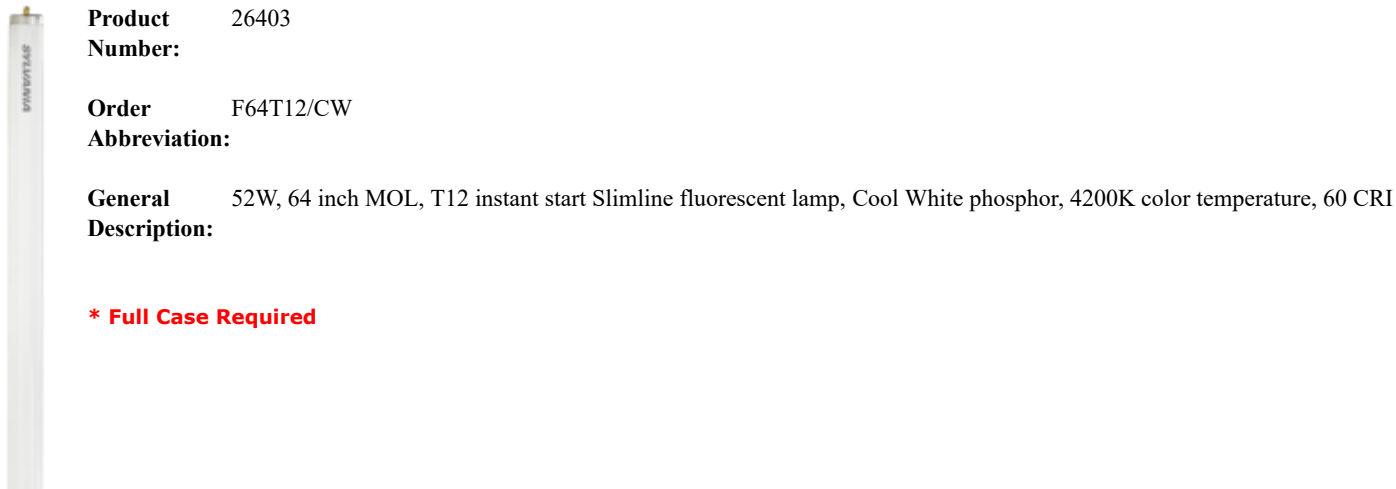 SYLVANIA
Product Number: 26403
Order Abbreviation: F64T12/CW
General Description: 52W, 64 inch MOL, T12 instant start Slimline fluorescent lamp, Cool White phosphor, 4200K color temperature, 60 CRI
* Full Case Required